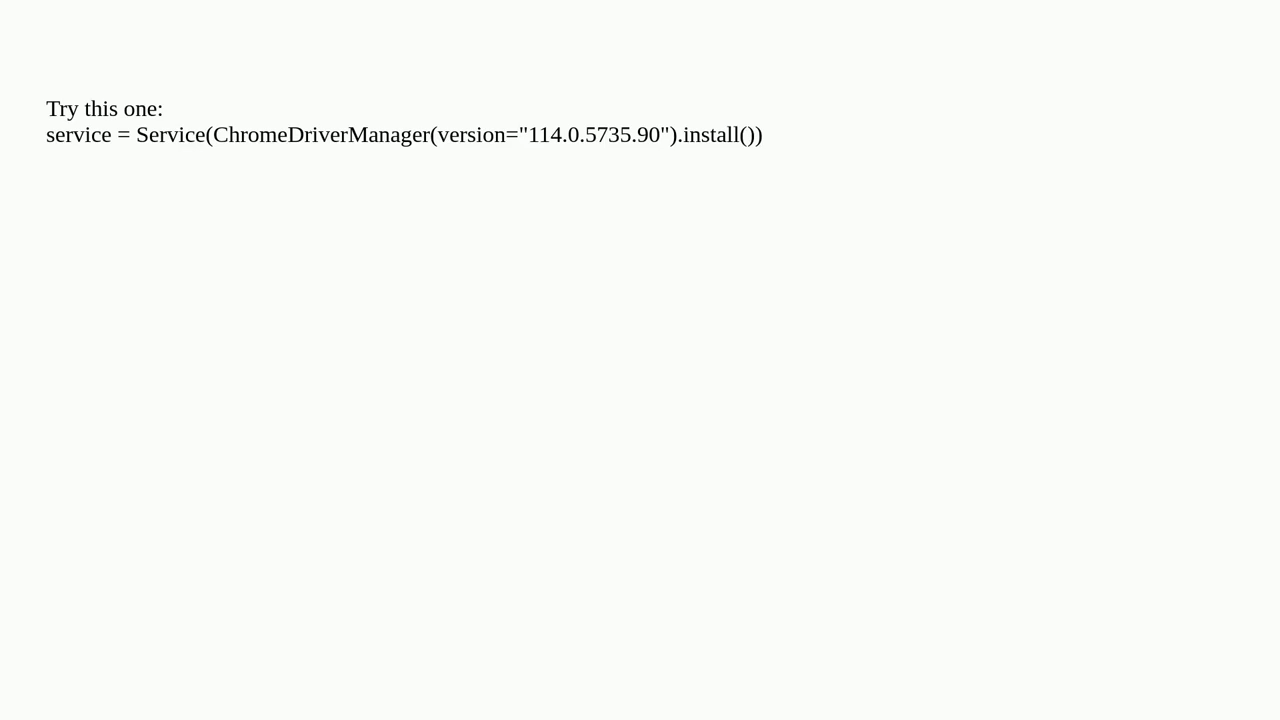 Try this one:
service = Service(ChromeDriverManager(version="114.0.5735.90").install())